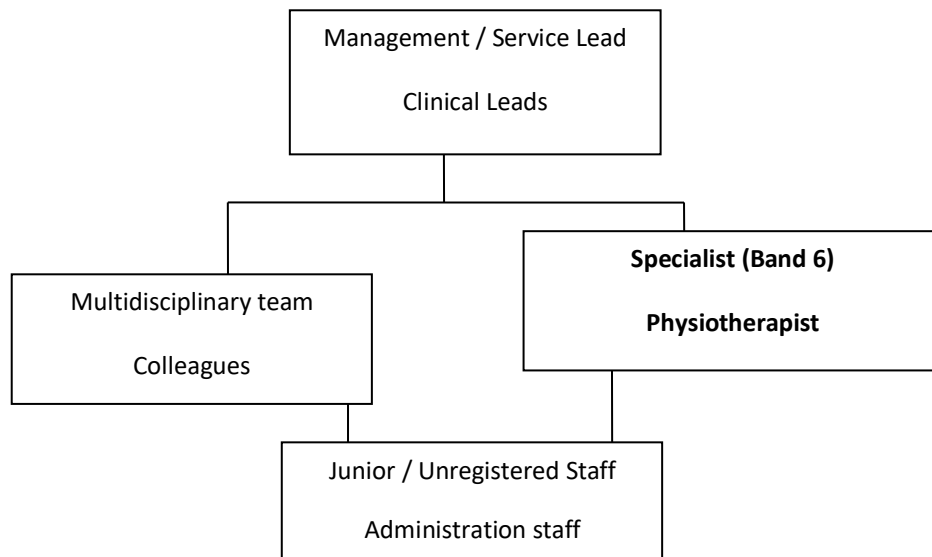 Management / Service Lead
Clinical Leads
Multidisciplinary team
Colleagues
Specialist (Band 6)
Physiotherapist
Junior / Unregistered Staff
Administration staff